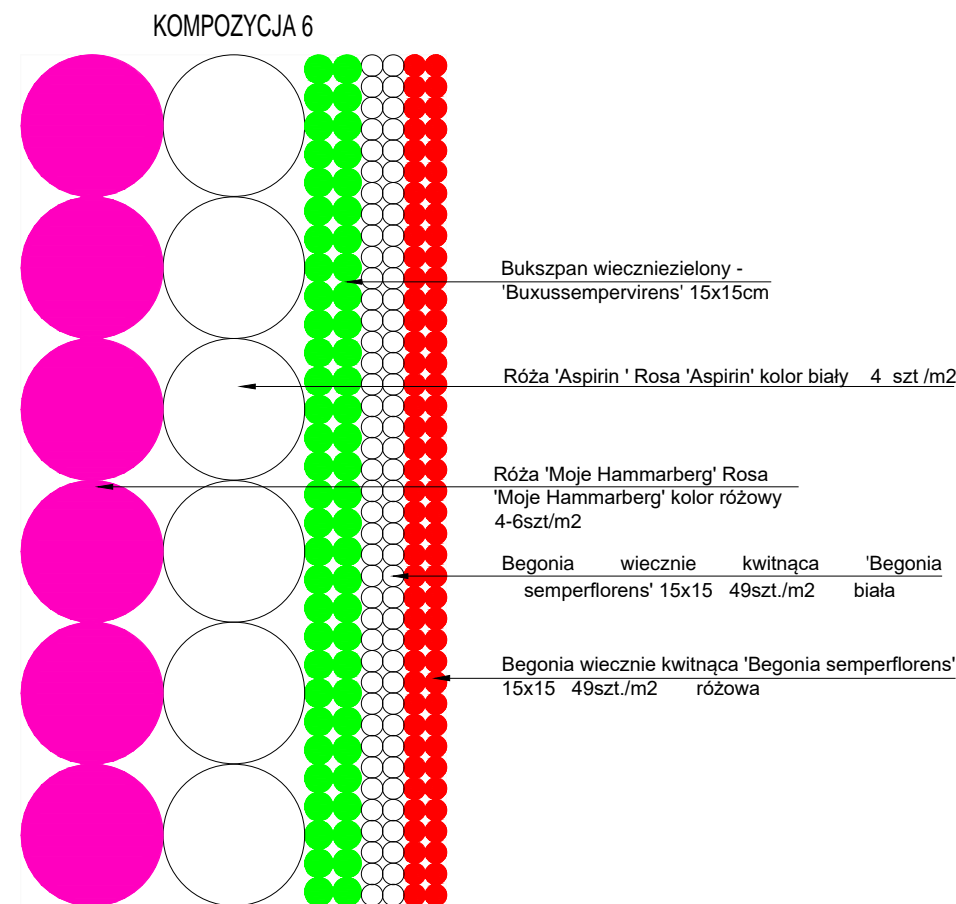 KOMPOZYCJA 6
Bukszpan wieczniezielony -
'Buxussempervirens' 15x15cm
Róża 'Aspirin ' Rosa 'Aspirin' kolor biały 4 szt /m2
Róża 'Moje Hammarberg' Rosa
'Moje Hammarberg' kolor różowy
4-6szt/m2
Begonia wiecznie kwitnąca 'Begonia
semperflorens' 15x15 49szt./m2 biała
Begonia wiecznie kwitnąca 'Begonia semperflorens'
15x15 49szt./m2 różowa